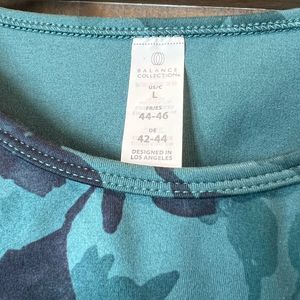 BALANCE
COLLECTION
US/C
L
FR/ES
44-46
DE
42-44
DESIGNED IN
LOS ANGELES